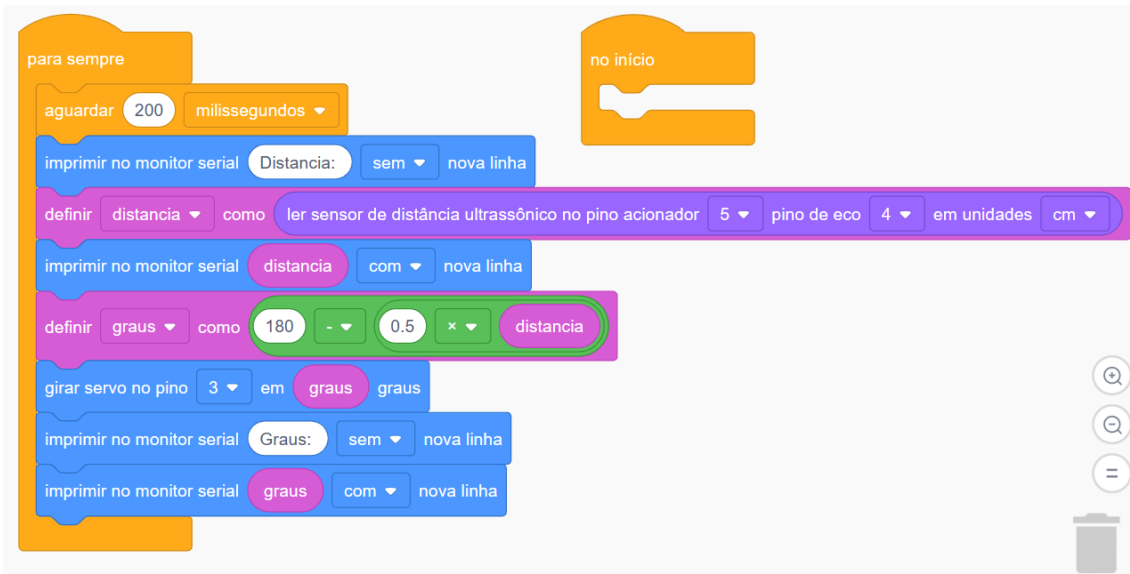 para sempre
aguardar 200 milissegundos
imprimir no monitor serial Distancia: sem nova linha
definir distancia como ler sensor de distância ultrassônico no pino acionador 5 pino de eco 4 em unidades cm
imprimir no monitor serial distancia com nova linha
definir graus como 180 - 0.5 × distancia
girar servo no pino 3 em graus graus
imprimir no monitor serial Graus: sem nova linha
imprimir no monitor serial graus com nova linha
no início